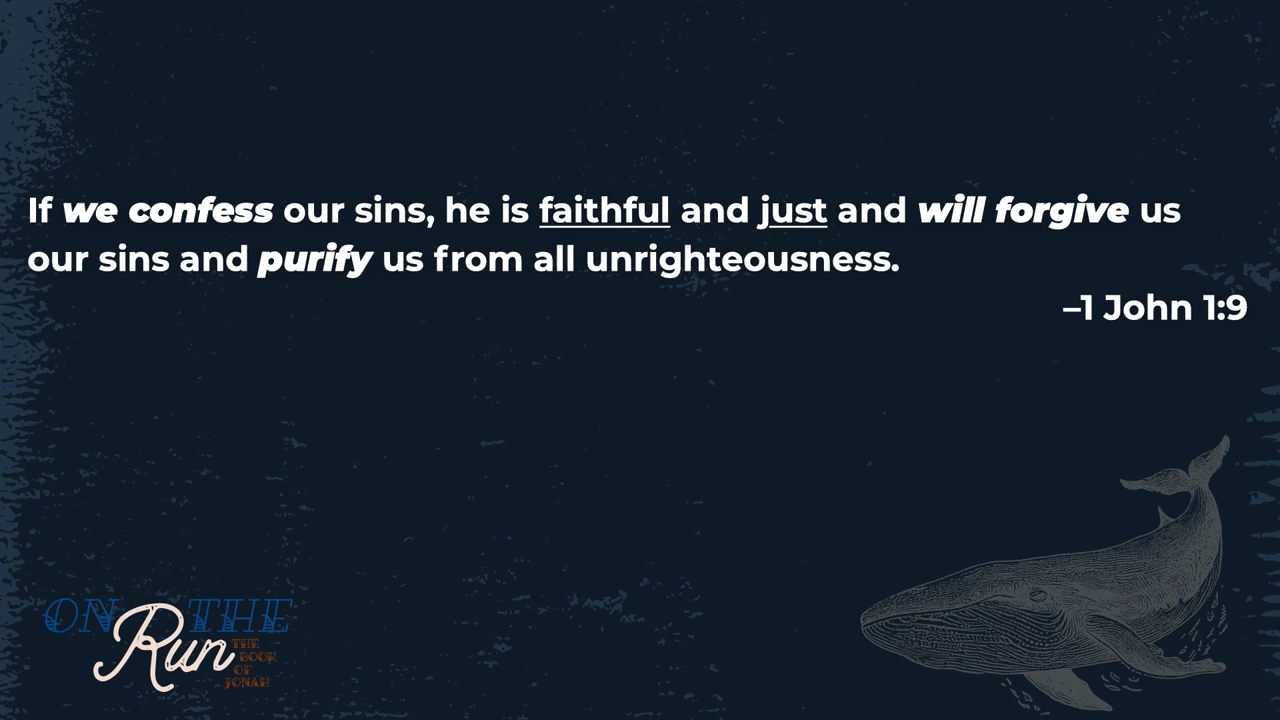 If we confess our sins, he is faithful and just and will forgive us
our sins and purify us from all unrighteousness.
–1 John 1:9
ON THE
Run
THE
BOOK
OF
JONAH